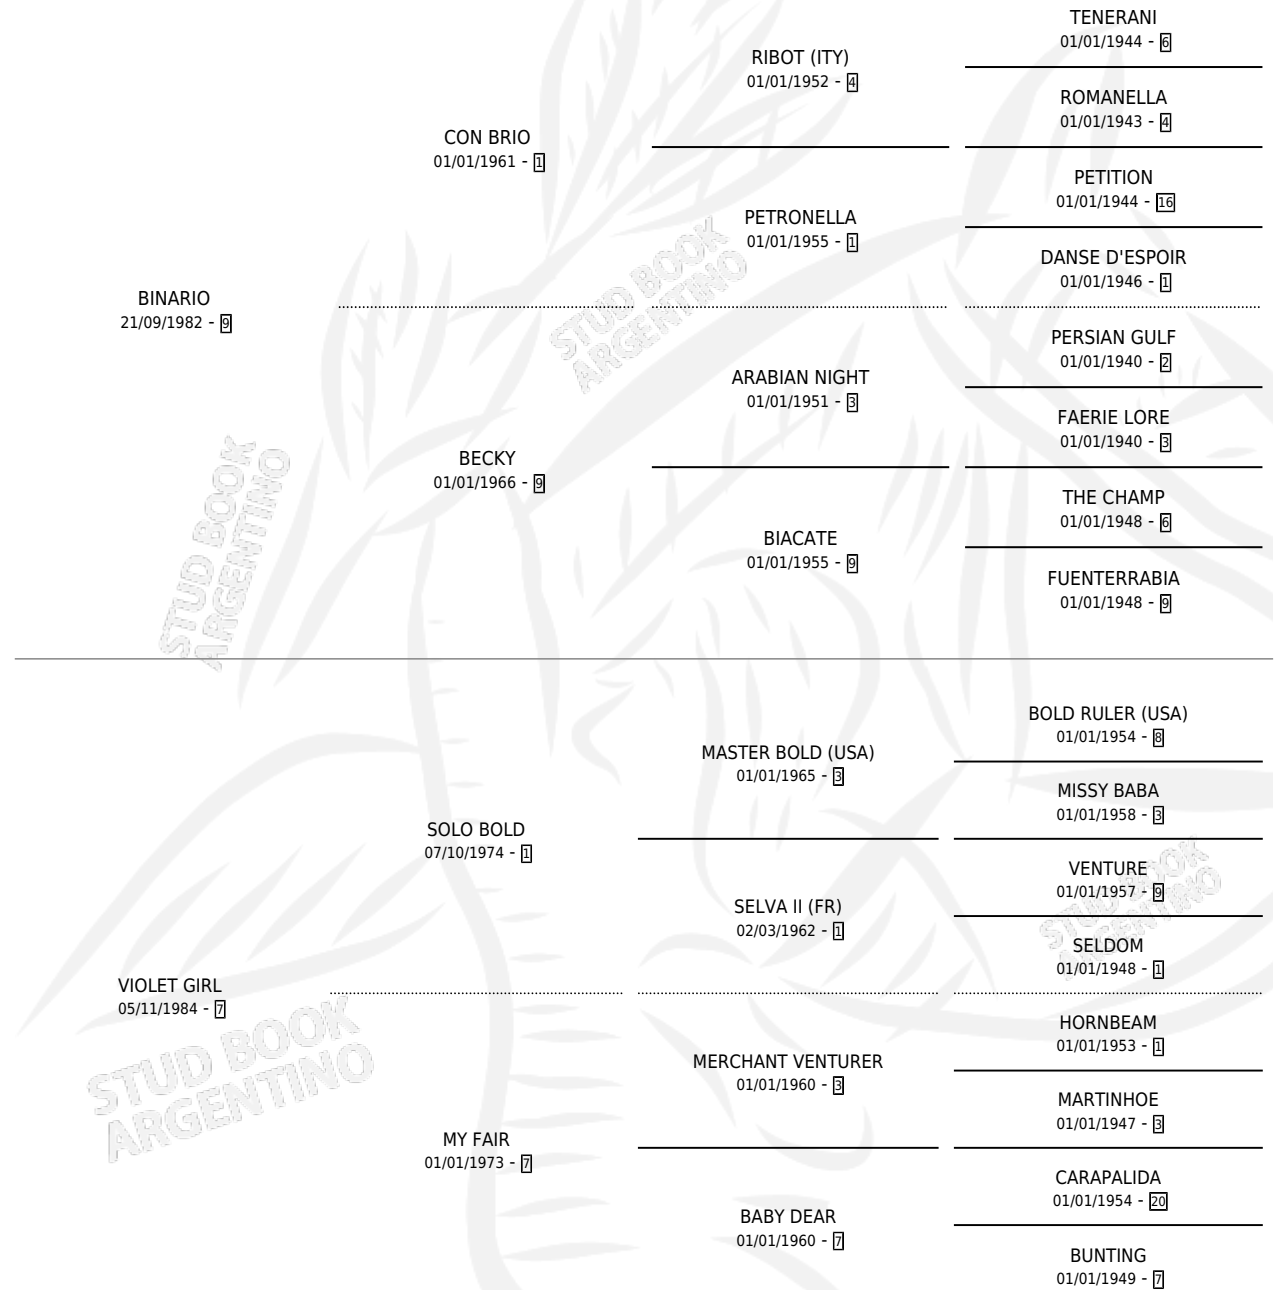 TENERANI
01/01/1944 - 6
RIBOT (ITY)
01/01/1952 - 4
ROMANELLA
01/01/1943 - 4
CON BRIO
01/01/1961 - 1
PETITION
01/01/1944 - 16
PETRONELLA
01/01/1955 - 1
DANSE D'ESPOIR
01/01/1946 - 1
BINARIO
21/09/1982 - 9
PERSIAN GULF
01/01/1940 - 2
ARABIAN NIGHT
01/01/1951 - 3
FAERIE LORE
01/01/1940 - 3
BECKY
01/01/1966 - 9
THE CHAMP
01/01/1948 - 6
BIACATE
01/01/1955 - 9
FUENTERRABIA
01/01/1948 - 9
STUD BOOK
ARGENTINO
STUD BOOK
ARGENTINO
BOLD RULER (USA)
01/01/1954 - 8
MASTER BOLD (USA)
01/01/1965 - 3
MISSY BABA
01/01/1958 - 3
SOLO BOLD
07/10/1974 - 1
VENTURE
01/01/1957 - 9
SELVA II (FR)
02/03/1962 - 1
SELDOM
01/01/1948 - 1
VIOLET GIRL
05/11/1984 - 7
HORNBEAM
01/01/1953 - 1
MERCHANT VENTURER
01/01/1960 - 3
MARTINHOE
01/01/1947 - 3
MY FAIR
01/01/1973 - 7
CARAPALIDA
01/01/1954 - 20
BABY DEAR
01/01/1960 - 7
BUNTING
01/01/1949 - 7
STUD BOOK
ARGENTINO
STUD BOOK
ARGENTINO